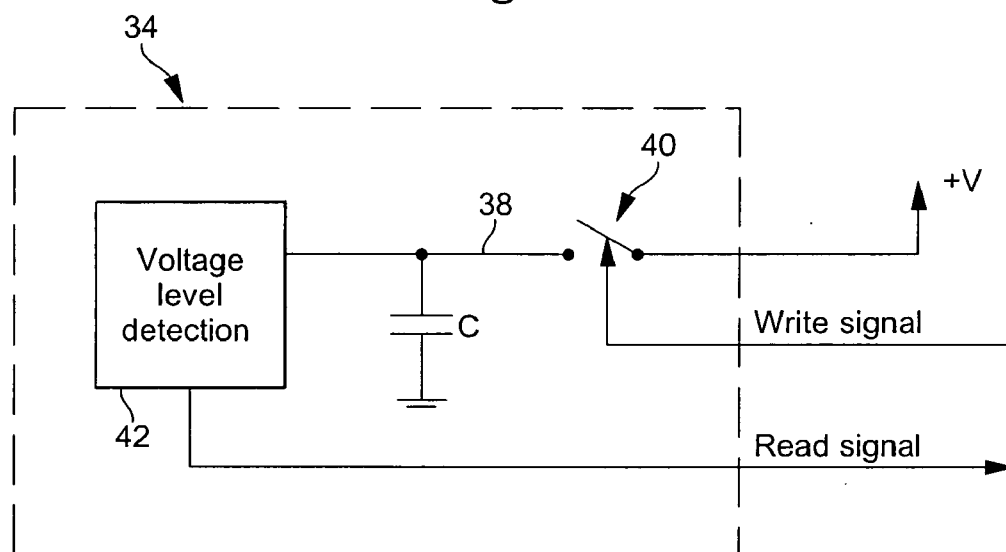 34
40
+V
38
Voltage
level
detection
C
Write signal
42
Read signal